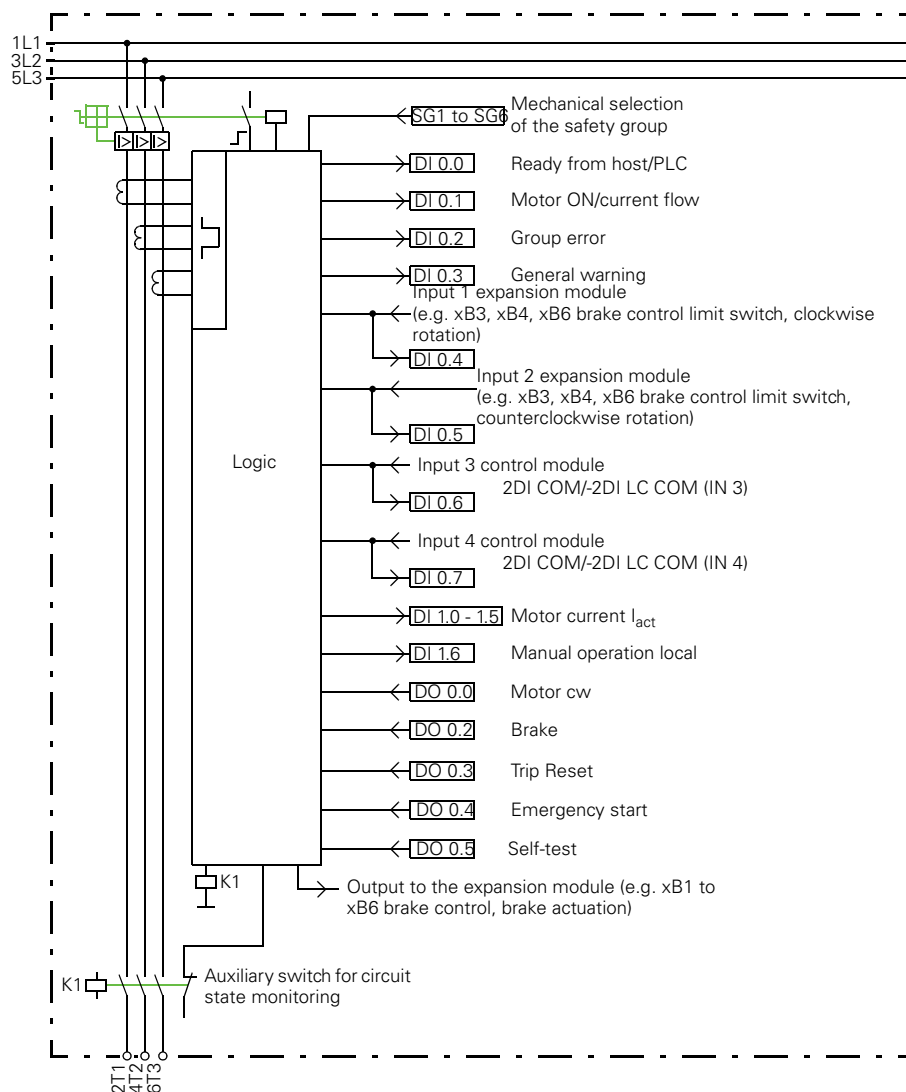 1L1
3L2
5L3
SG1 to SG6
Mechanical selection
of the safety group
DI 0.0
Ready from host/PLC
DI 0.1
Motor ON/current flow
DI 0.2
Group error
DI 0.3
General warning
Input 1 expansion module
(e.g. xB3, xB4, xB6 brake control limit switch, clockwise
rotation)
DI 0.4
Input 2 expansion module
(e.g. xB3, xB4, xB6 brake control limit switch,
counterclockwise rotation)
DI 0.5
Logic
Input 3 control module
2DI COM/-2DI LC COM (IN 3)
DI 0.6
Input 4 control module
2DI COM/-2DI LC COM (IN 4)
DI 0.7
DI 1.0 - 1.5
Motor current Iact
DI 1.6
Manual operation local
DO 0.0
Motor cw
DO 0.2
Brake
DO 0.3
Trip Reset
DO 0.4
Emergency start
DO 0.5
Self-test
K1
Output to the expansion module (e.g. xB1 to
xB6 brake control, brake actuation)
K1
Auxiliary switch for circuit
state monitoring
2T1
4T2
6T3